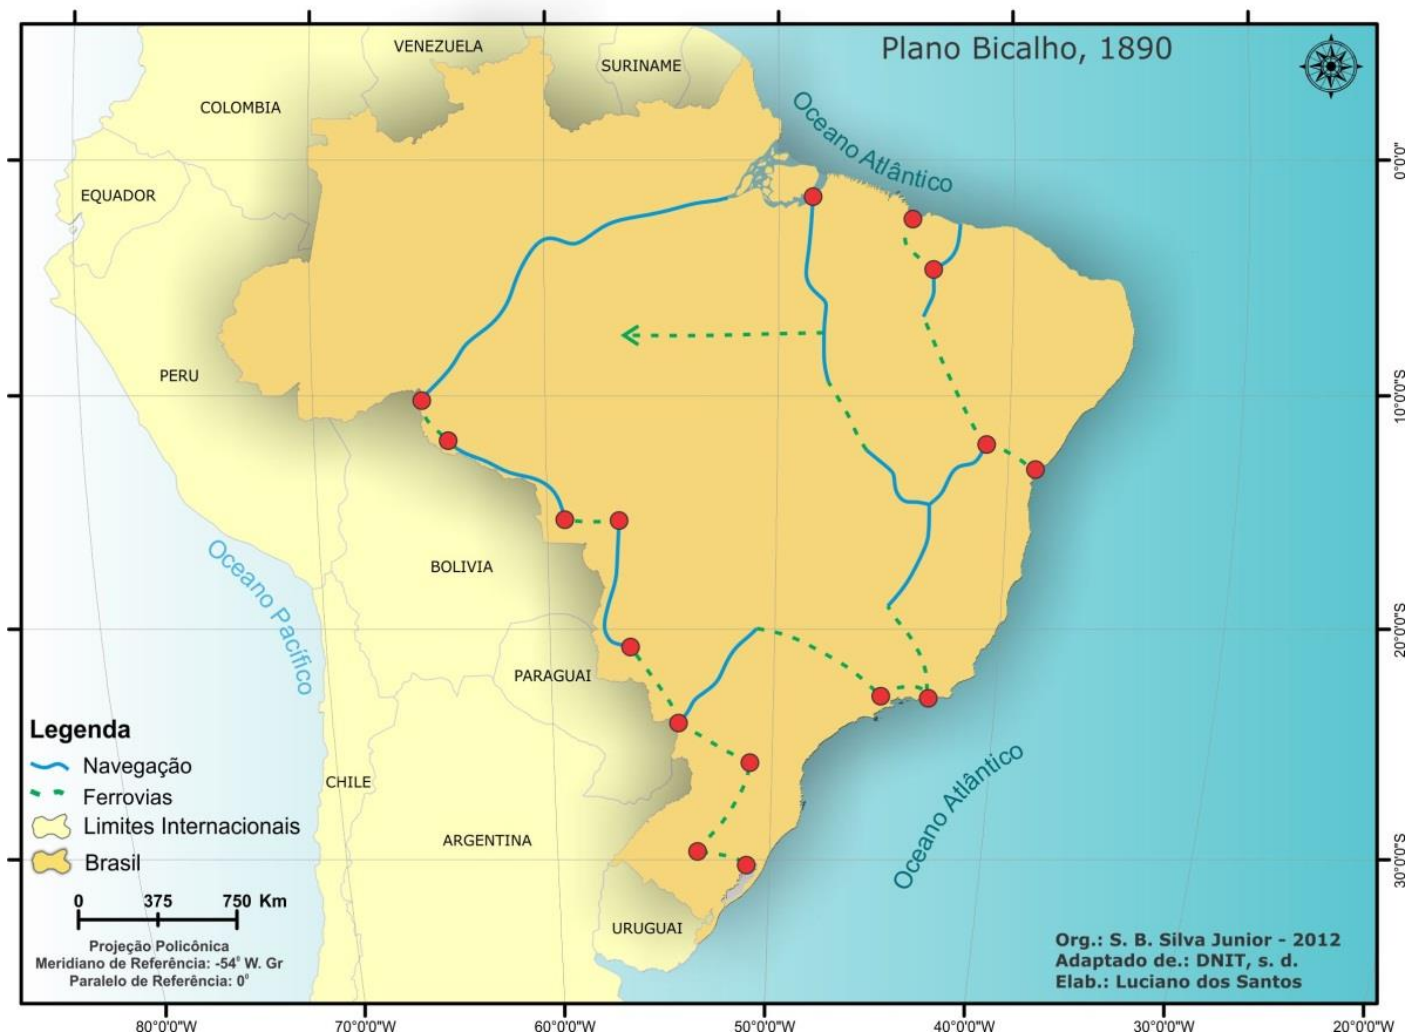 Plano Bicalho, 1890
VENEZUELA
SURINAME
COLOMBIA
Oceano Atlântico
EQUADOR
0°0'0"
PERU
10°0'0"S
BOLIVIA
Oceano Pacífico
20°0'0"S
PARAGUAI
Legenda
Navegação
Ferrovias
Limites Internacionais
Brasil
CHILE
ARGENTINA
Oceano Atlântico
30°0'0"S
URUGUAI
0 375 750 Km
Projeção Policônica
Meridiano de Referência: -54° W. Gr
Paralelo de Referência: 0°
Org.: S. B. Silva Junior - 2012
Adaptado de.: DNIT, s. d.
Elab.: Luciano dos Santos
80°0'0"W 70°0'0"W 60°0'0"W 50°0'0"W 40°0'0"W 30°0'0"W 20°0'0"W